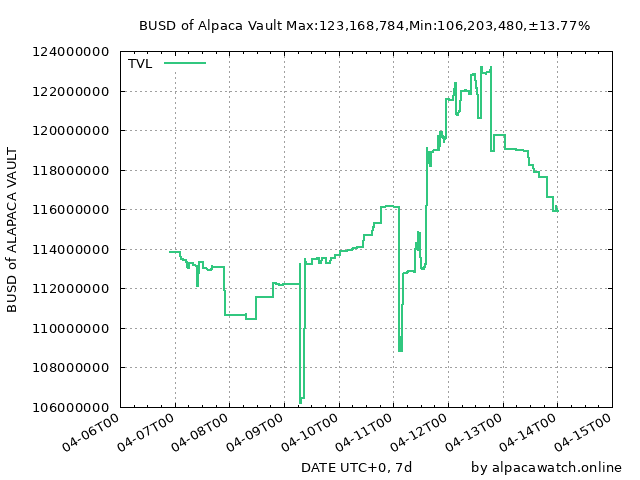 BUSD of Alpaca Vault Max:123,168,784,Min:106,203,480,±13.77%
TVL
124000000
122000000
120000000
118000000
116000000
114000000
112000000
110000000
108000000
106000000
BUSD of ALAPACA VAULT
04-06T00
04-07T00
04-08T00
04-09T00
04-10T00
04-11T00
04-12T00
04-13T00
04-14T00
04-15T00
DATE UTC+0, 7d
by alpacawatch.online